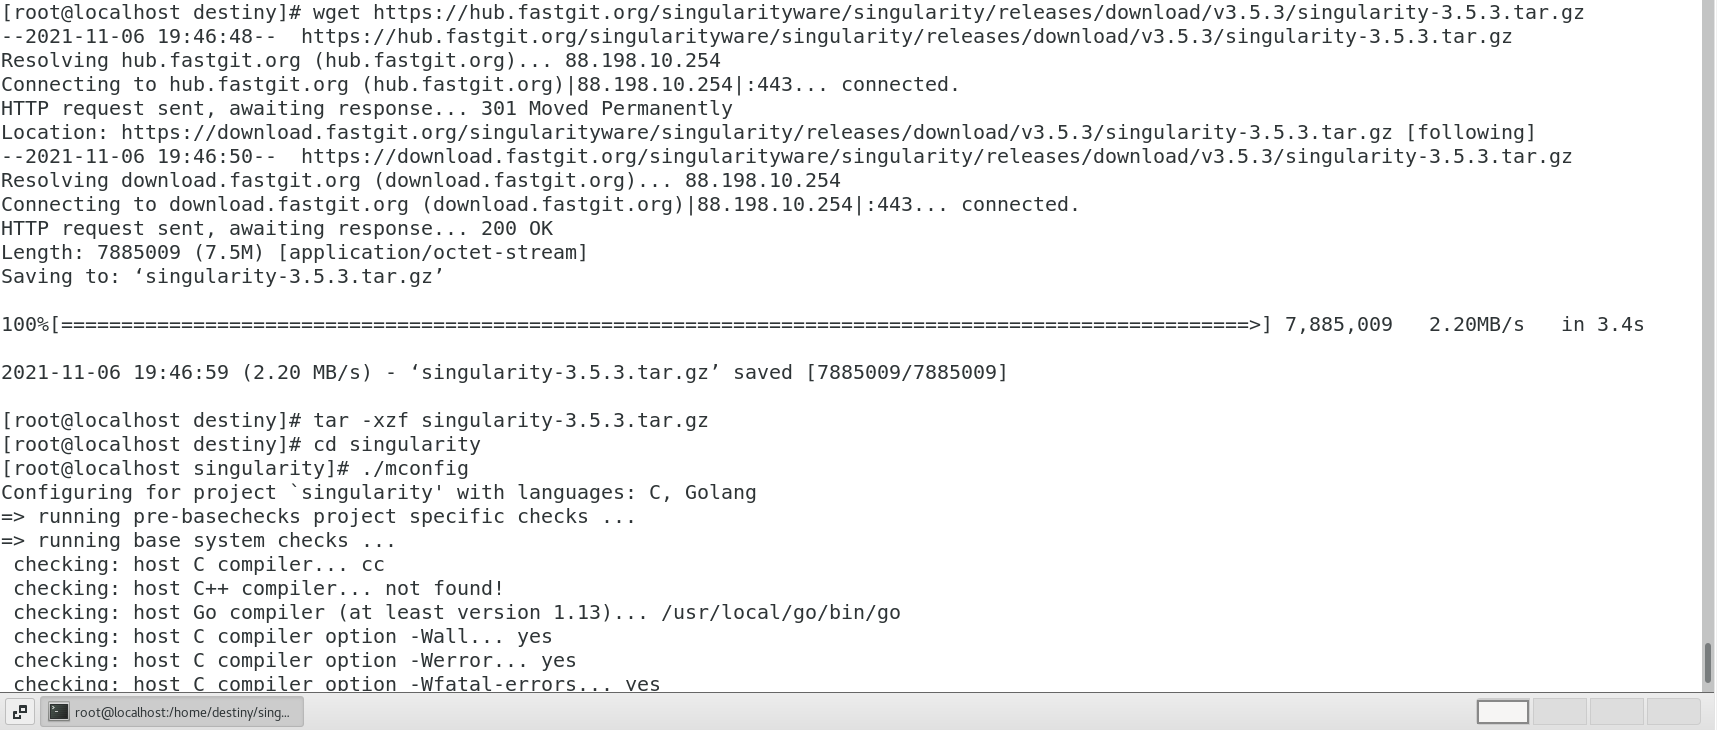 [root@localhost destiny]# wget https://hub.fastgit.org/singularityware/singularity/releases/download/v3.5.3/singularity-3.5.3.tar.gz
--2021-11-06 19:46:48--  https://hub.fastgit.org/singularityware/singularity/releases/download/v3.5.3/singularity-3.5.3.tar.gz
Resolving hub.fastgit.org (hub.fastgit.org)... 88.198.10.254
Connecting to hub.fastgit.org (hub.fastgit.org)|88.198.10.254|:443... connected.
HTTP request sent, awaiting response... 301 Moved Permanently
Location: https://download.fastgit.org/singularityware/singularity/releases/download/v3.5.3/singularity-3.5.3.tar.gz [following]
--2021-11-06 19:46:50--  https://download.fastgit.org/singularityware/singularity/releases/download/v3.5.3/singularity-3.5.3.tar.gz
Resolving download.fastgit.org (download.fastgit.org)... 88.198.10.254
Connecting to download.fastgit.org (download.fastgit.org)|88.198.10.254|:443... connected.
HTTP request sent, awaiting response... 200 OK
Length: 7885009 (7.5M) [application/octet-stream]
Saving to: ‘singularity-3.5.3.tar.gz’
100%[===================================================================================================>] 7,885,009   2.20MB/s   in 3.4s
2021-11-06 19:46:59 (2.20 MB/s) - ‘singularity-3.5.3.tar.gz’ saved [7885009/7885009]
[root@localhost destiny]# tar -xzf singularity-3.5.3.tar.gz
[root@localhost destiny]# cd singularity
[root@localhost singularity]# ./mconfig
Configuring for project `singularity' with languages: C, Golang
=> running pre-basechecks project specific checks ...
=> running base system checks ...
 checking: host C compiler... cc
 checking: host C++ compiler... not found!
 checking: host Go compiler (at least version 1.13)... /usr/local/go/bin/go
 checking: host C compiler option -Wall... yes
 checking: host C compiler option -Werror... yes
 checking: host C compiler option -Wfatal-errors... yes
root@localhost:/home/destiny/sing...